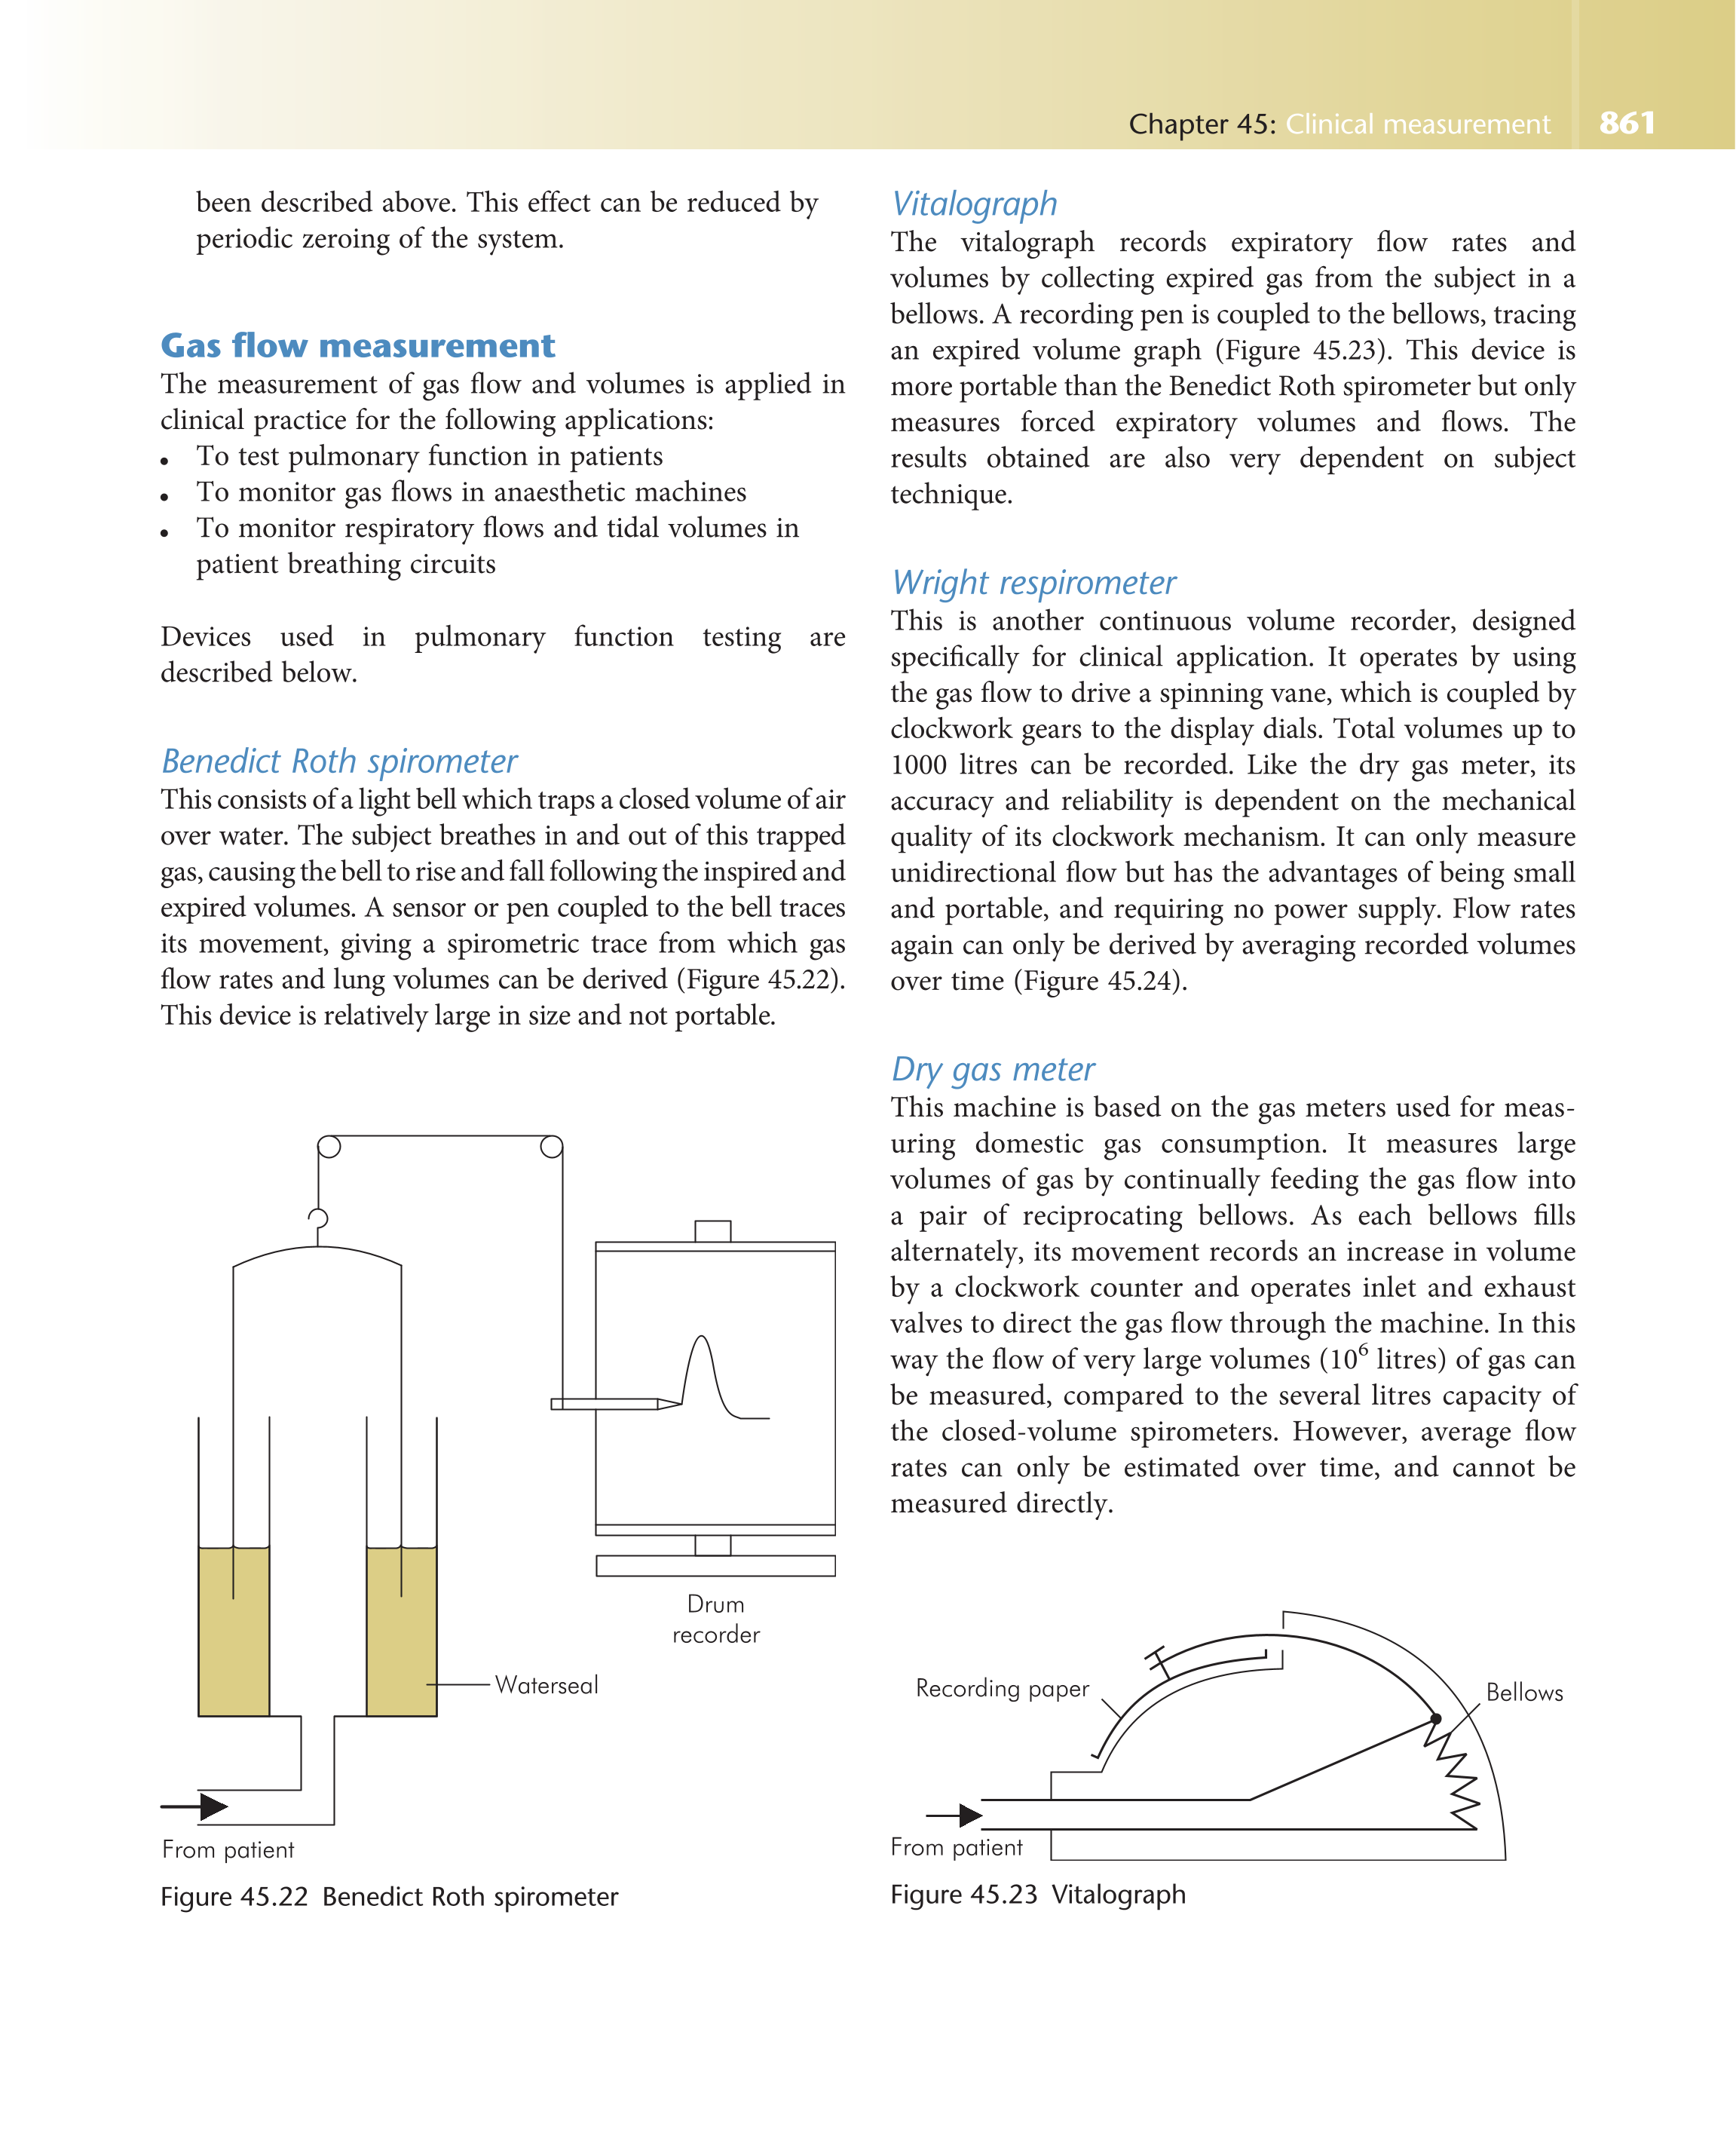 Chapter 45: Clinical measurement 861
been described above. This effect can be reduced by
periodic zeroing of the system.
Gas flow measurement
The measurement of gas flow and volumes is applied in
clinical practice for the following applications:
• To test pulmonary function in patients
• To monitor gas flows in anaesthetic machines
• To monitor respiratory flows and tidal volumes in
patient breathing circuits
Devices used in pulmonary function testing are
described below.
Benedict Roth spirometer
This consists of a light bell which traps a closed volume of air
over water. The subject breathes in and out of this trapped
gas, causing the bell to rise and fall following the inspired and
expired volumes. A sensor or pen coupled to the bell traces
its movement, giving a spirometric trace from which gas
flow rates and lung volumes can be derived (Figure 45.22).
This device is relatively large in size and not portable.
Drum
recorder
Waterseal
From patient
Figure 45.22 Benedict Roth spirometer
Vitalograph
The vitalograph records expiratory flow rates and
volumes by collecting expired gas from the subject in a
bellows. A recording pen is coupled to the bellows, tracing
an expired volume graph (Figure 45.23). This device is
more portable than the Benedict Roth spirometer but only
measures forced expiratory volumes and flows. The
results obtained are also very dependent on subject
technique.
Wright respirometer
This is another continuous volume recorder, designed
specifically for clinical application. It operates by using
the gas flow to drive a spinning vane, which is coupled by
clockwork gears to the display dials. Total volumes up to
1000 litres can be recorded. Like the dry gas meter, its
accuracy and reliability is dependent on the mechanical
quality of its clockwork mechanism. It can only measure
unidirectional flow but has the advantages of being small
and portable, and requiring no power supply. Flow rates
again can only be derived by averaging recorded volumes
over time (Figure 45.24).
Dry gas meter
This machine is based on the gas meters used for meas-
uring domestic gas consumption. It measures large
volumes of gas by continually feeding the gas flow into
a pair of reciprocating bellows. As each bellows fills
alternately, its movement records an increase in volume
by a clockwork counter and operates inlet and exhaust
valves to direct the gas flow through the machine. In this
way the flow of very large volumes (10⁶ litres) of gas can
be measured, compared to the several litres capacity of
the closed-volume spirometers. However, average flow
rates can only be estimated over time, and cannot be
measured directly.
Recording paper
Bellows
From patient
Figure 45.23 Vitalograph